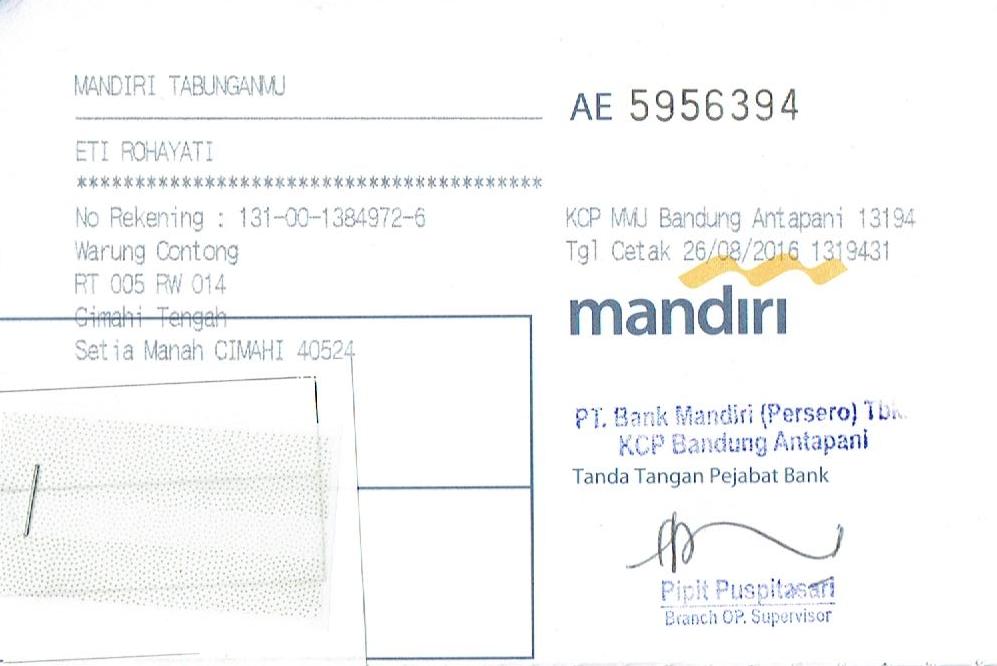 MANDIRI TABUNGANMU
AE 5956394
ETI ROHAYATI
****************************************
No Rekening : 131-00-1384972-6
KCP MMU Bandung Antapani 13194
Warung Contong
Tgl Cetak 26/08/2016 1319431
RT 005 RW 014
mandiri
Cimahi Tengah
Setia Manah CIMAHI 40524
PT. Bank Mandiri (Persero) Tbk.
KCP Bandung Antapani
Tanda Tangan Pejabat Bank
Pipit Puspitasari
Branch OP. Supervisor